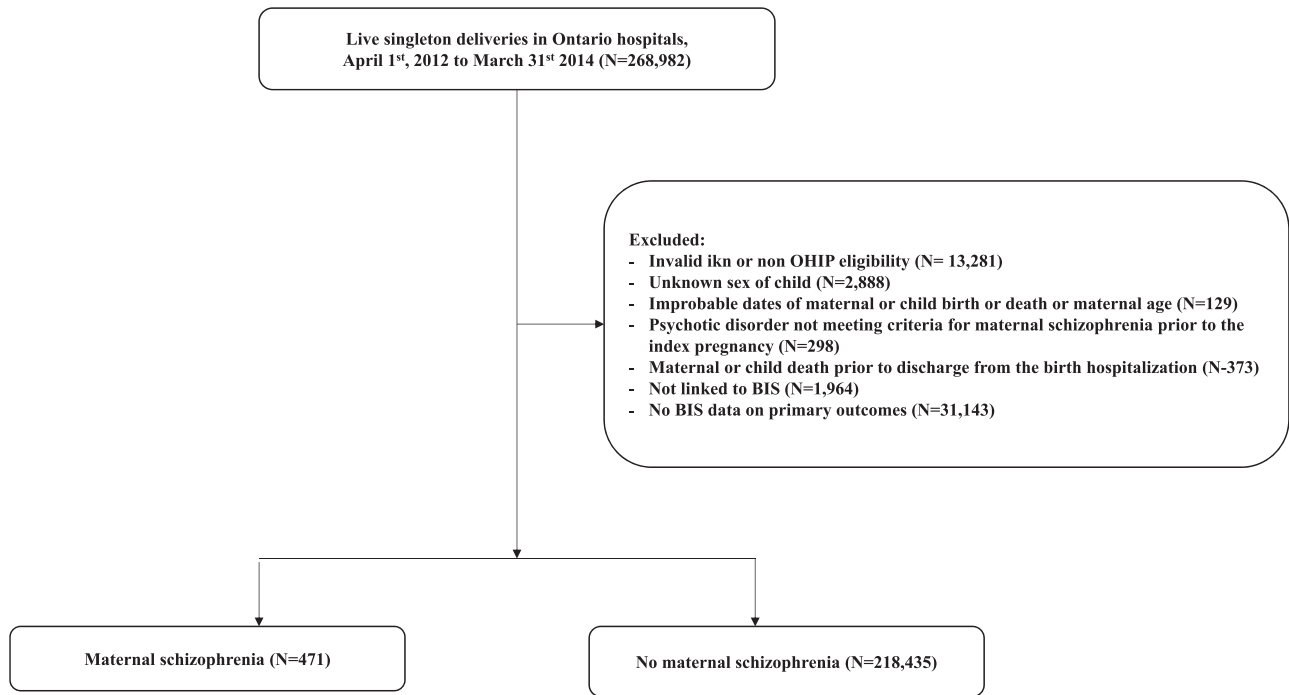 Live singleton deliveries in Ontario hospitals,
April 1st, 2012 to March 31st 2014 (N=268,982)
Excluded:
- Invalid ikn or non OHIP eligibility (N= 13,281)
- Unknown sex of child (N=2,888)
- Improbable dates of maternal or child birth or death or maternal age (N=129)
- Psychotic disorder not meeting criteria for maternal schizophrenia prior to the
index pregnancy (N=298)
- Maternal or child death prior to discharge from the birth hospitalization (N-373)
- Not linked to BIS (N=1,964)
- No BIS data on primary outcomes (N=31,143)
Maternal schizophrenia (N=471)
No maternal schizophrenia (N=218,435)